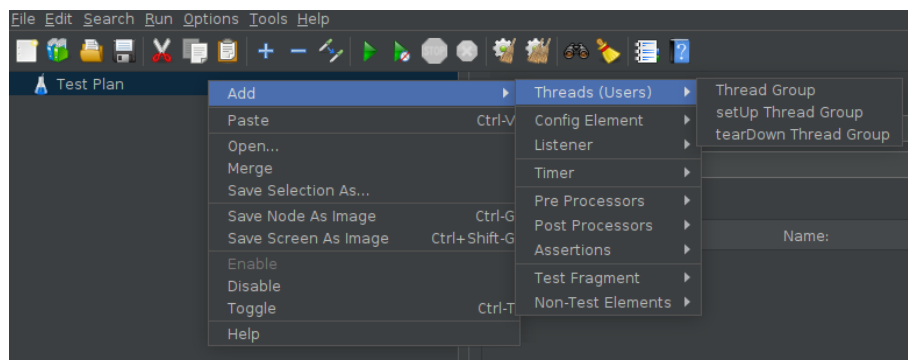 File Edit Search Run Options Tools Help
Test Plan
Add
Paste Ctrl-V
Open...
Merge
Save Selection As...
Save Node As Image Ctrl-G
Save Screen As Image Ctrl+Shift-G
Enable
Disable
Toggle Ctrl-T
Help
Threads (Users)
Config Element
Listener
Timer
Pre Processors
Post Processors
Assertions
Test Fragment
Non-Test Elements
Thread Group
setUp Thread Group
tearDown Thread Group
Name: